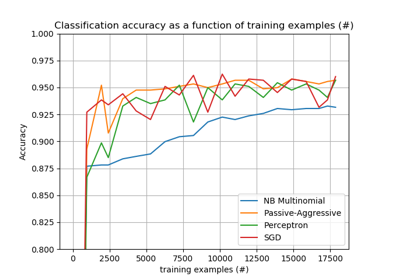 Classification accuracy as a function of training examples (#)
1.000
0.975
0.950
0.925
0.900
0.875
0.850
0.825
0.800
Accuracy
NB Multinomial
Passive-Aggressive
Perceptron
SGD
0 2500 5000 7500 10000 12500 15000 17500
training examples (#)